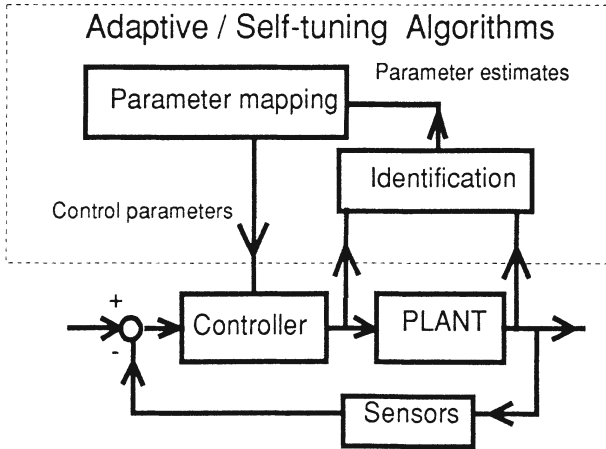 Adaptive / Self-tuning Algorithms
Parameter estimates
Parameter mapping
Identification
Control parameters
+
Controller
PLANT
-
Sensors